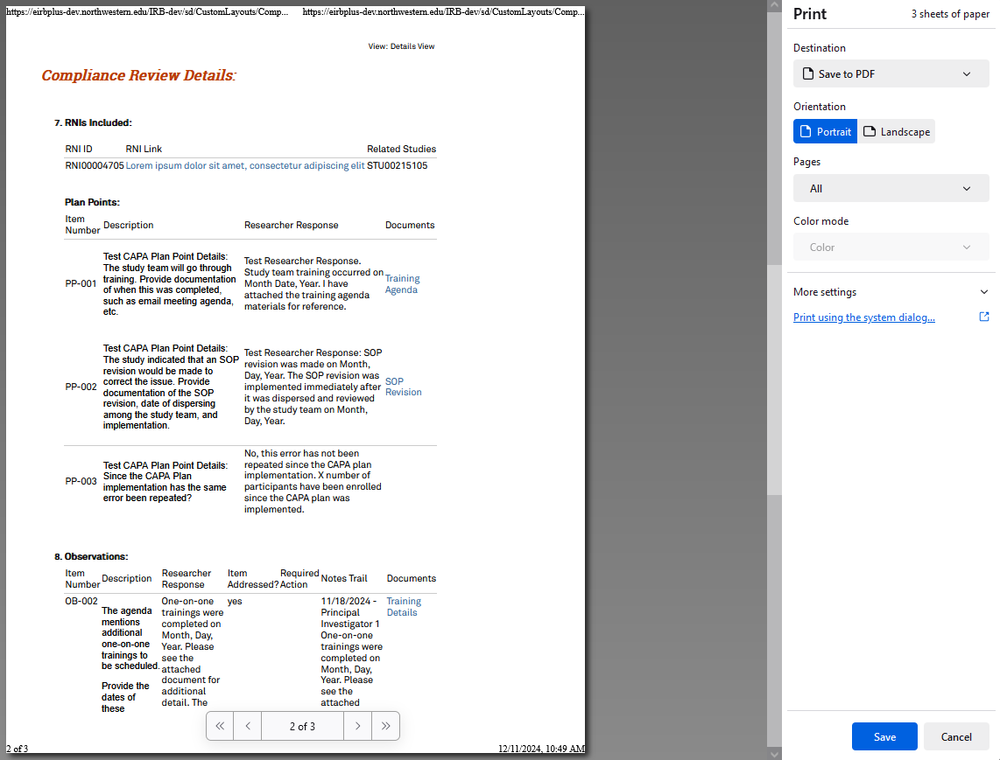 https://eirbplus-dev.northwestern.edu/IRB-dev/sd/CustomLayouts/Comp... https://eirbplus-dev.northwestern.edu/IRB-dev/sd/CustomLayouts/Comp...
View: Details View
Compliance Review Details:
7. RNIs Included:
RNI ID RNI Link Related Studies
RNI00004705 Lorem ipsum dolor sit amet, consectetur adipiscing elit STU00215105
Plan Points:
Item
Number Description Researcher Response Documents
PP-001
Test CAPA Plan Point Details:
The study team will go through
training. Provide documentation
of when this was completed,
such as email meeting agenda,
etc.
Test Researcher Response.
Study team training occurred on
Month Date, Year. I have
attached the training agenda
materials for reference.
Training
Agenda
PP-002
Test CAPA Plan Point Details:
The study indicated that an SOP
revision would be made to
correct the issue. Provide
documentation of the SOP
revision, date of dispersing
among the study team, and
implementation.
Test Researcher Response: SOP
revision was made on Month,
Day, Year. The SOP revision was
implemented immediately after
it was dispersed and reviewed
by the study team on Month,
Day, Year.
SOP
Revision
PP-003
Test CAPA Plan Point Details:
Since the CAPA Plan
implementation has the same
error been repeated?
No, this error has not been
repeated since the CAPA plan
implementation. X number of
participants have been enrolled
since the CAPA plan was
implemented.
8. Observations:
Item
Number
Description
Researcher
Response
Item
Addressed?
Required
Action
Notes Trail
Documents
OB-002
The agenda
mentions
additional
one-on-one
trainings to
be scheduled.
Provide the
dates of
these
One-on-one
trainings were
completed on
Month, Day,
Year. Please
see the
attached
document for
additional
detail. The
yes
11/18/2024 -
Principal
Investigator 1
One-on-one
trainings were
completed on
Month, Day,
Year. Please
see the
attached
Training
Details
2 of 3
2 of 3 12/11/2024, 10:49 AM
Print 3 sheets of paper
Destination
Save to PDF
Orientation
Portrait Landscape
Pages
All
Color mode
Color
More settings
Print using the system dialog...
Save Cancel